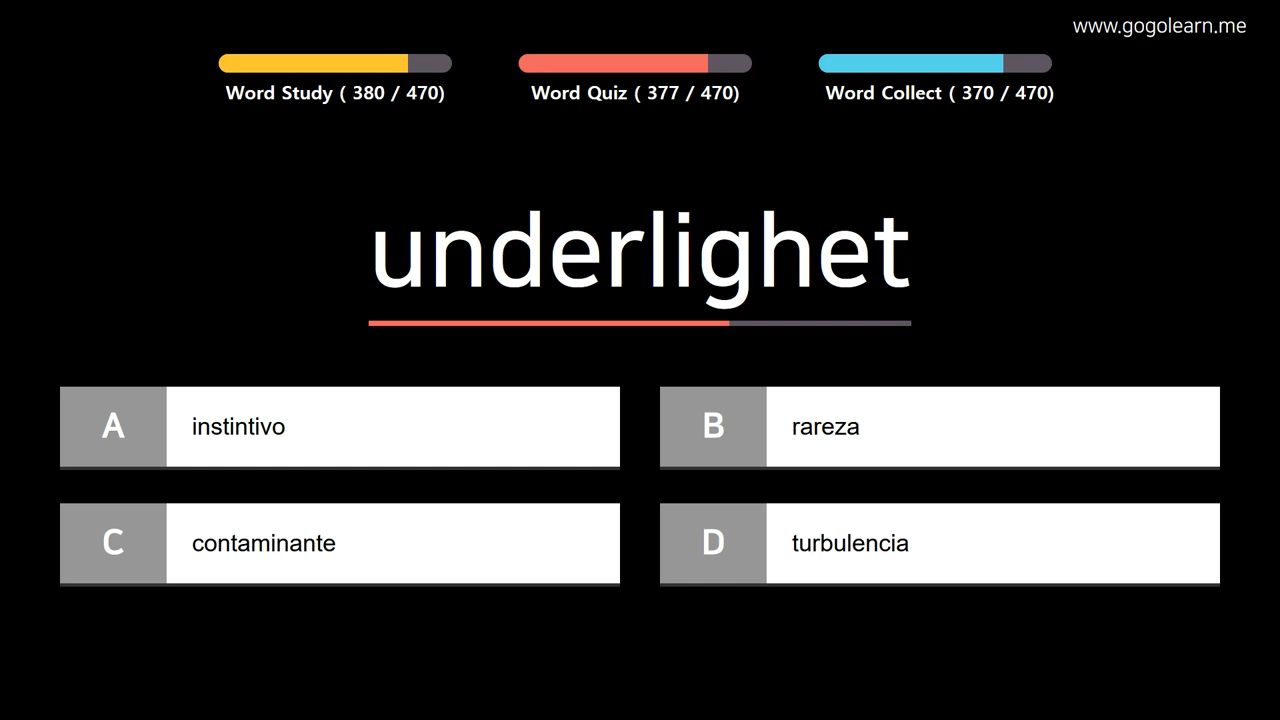 www.gogolearn.me
Word Study ( 380 / 470)
Word Quiz ( 377 / 470)
Word Collect ( 370 / 470)
underlighet
A instintivo
B rareza
C contaminante
D turbulencia